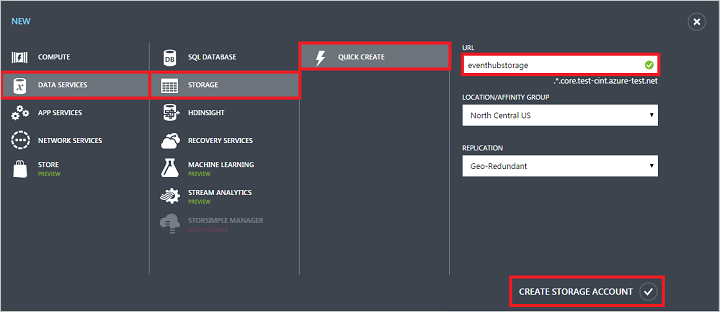 NEW
COMPUTE
DATA SERVICES
APP SERVICES
NETWORK SERVICES
STORE
PREVIEW
SQL DATABASE
STORAGE
HDINSIGHT
RECOVERY SERVICES
MACHINE LEARNING
PREVIEW
STREAM ANALYTICS
PREVIEW
STORSIMPLE MANAGER
QUICK CREATE
URL
eventhubstorage
.*.core.test-cint.azure-test.net
LOCATION/AFFINITY GROUP
North Central US
REPLICATION
Geo-Redundant
CREATE STORAGE ACCOUNT